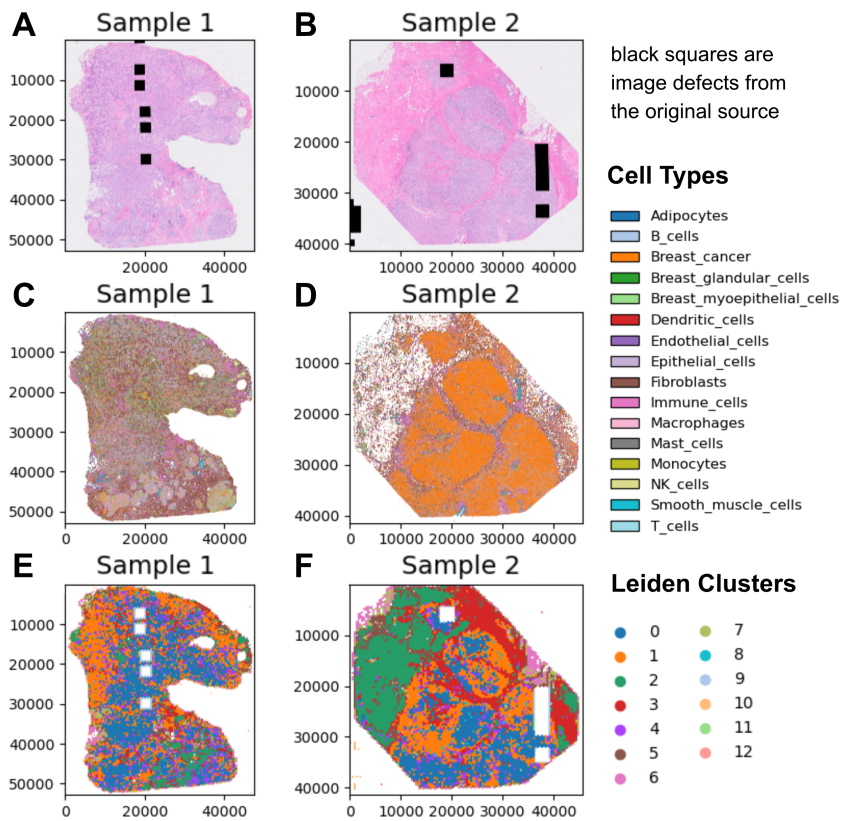 A
Sample 1
10000
20000
30000
40000
50000
20000
40000
B
Sample 2
10000
20000
30000
40000
10000
20000
30000
40000
black squares are
image defects from
the original source
Cell Types
Adipocytes
B_cells
Breast_cancer
Breast_glandular_cells
Breast_myoepithelial_cells
Dendritic_cells
Endothelial_cells
Epithelial_cells
Fibroblasts
Immune_cells
Macrophages
Mast_cells
Monocytes
NK_cells
Smooth_muscle_cells
T_cells
C
Sample 1
10000
20000
30000
40000
50000
0
20000
40000
D
Sample 2
0
10000
20000
30000
40000
0
10000
20000
30000
40000
E
Sample 1
10000
20000
30000
40000
50000
0
20000
40000
F
Sample 2
10000
20000
30000
40000
0
10000
20000
30000
40000
Leiden Clusters
0
1
2
3
4
5
6
7
8
9
10
11
12